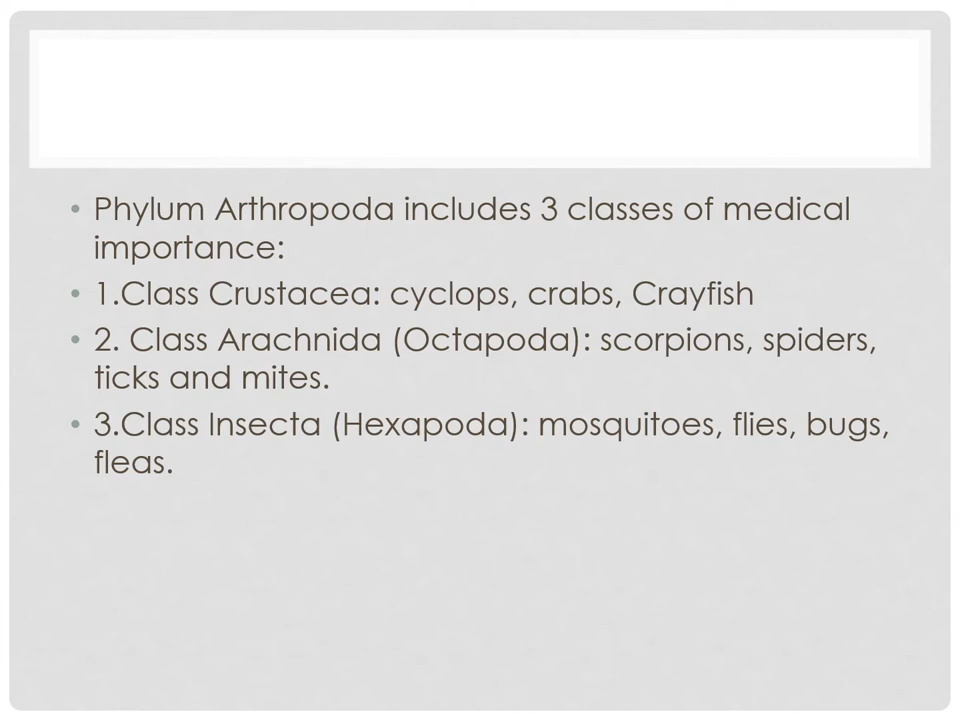 • Phylum Arthropoda includes 3 classes of medical
importance:
• 1.Class Crustacea: cyclops, crabs, Crayfish
• 2. Class Arachnida (Octapoda): scorpions, spiders,
ticks and mites.
• 3.Class Insecta (Hexapoda): mosquitoes, flies, bugs,
fleas.